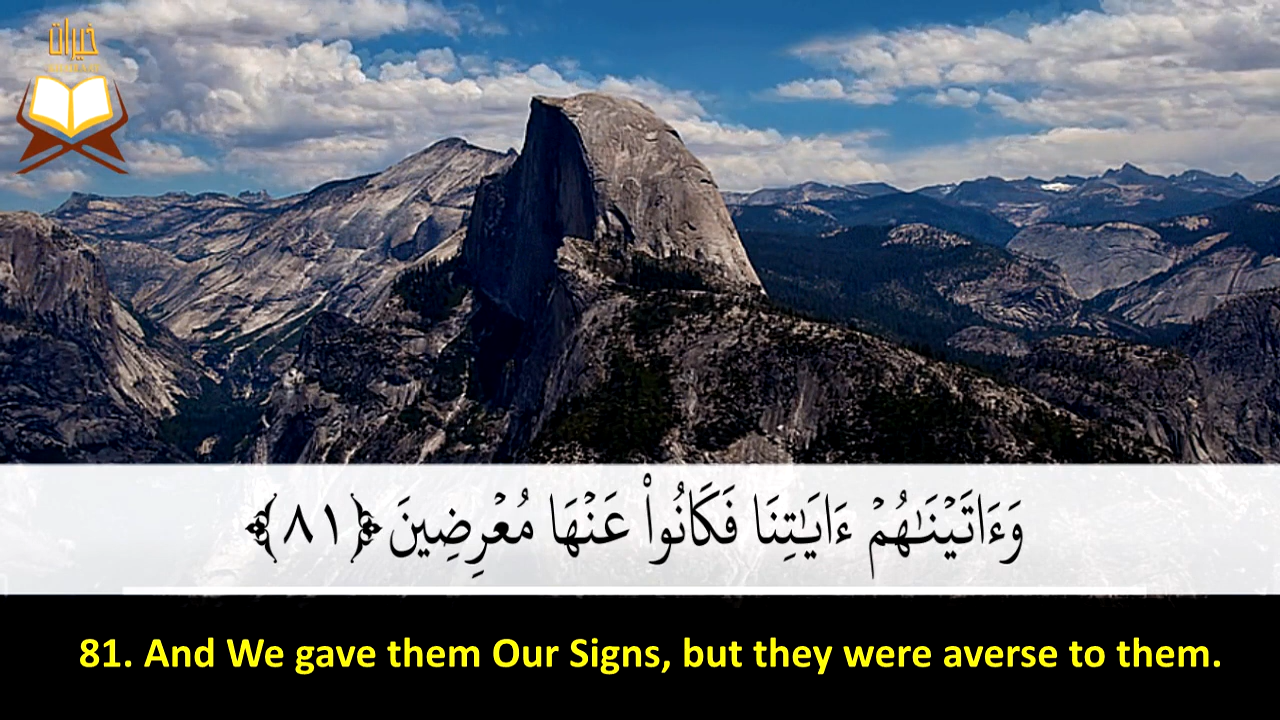 خيرات
وَءَاتَيْنَٰهُمْ ءَايَٰتِنَا فَكَانُوا۟ عَنْهَا مُعْرِضِينَ ﴿٨١﴾
81. And We gave them Our Signs, but they were averse to them.